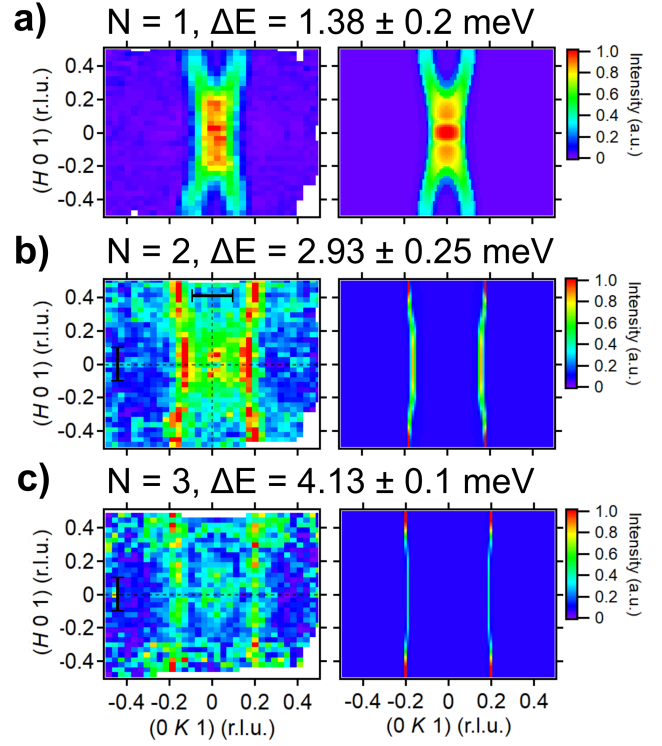 a) N = 1, ΔE = 1.38 ± 0.2 meV
(H 0 1) (r.l.u.)
0.4
0.2
0
-0.2
-0.4
1.0
0.8
0.6
0.4
0.2
0
Intensity (a.u.)
b) N = 2, ΔE = 2.93 ± 0.25 meV
(H 0 1) (r.l.u.)
0.4
0.2
0
-0.2
-0.4
1.0
0.8
0.6
0.4
0.2
0
Intensity (a.u.)
c) N = 3, ΔE = 4.13 ± 0.1 meV
(H 0 1) (r.l.u.)
0.4
0.2
0
-0.2
-0.4
1.0
0.8
0.6
0.4
0.2
0
Intensity (a.u.)
-0.4 -0.2 0 0.2 0.4
(0 K 1) (r.l.u.)
-0.4 -0.2 0 0.2 0.4
(0 K 1) (r.l.u.)